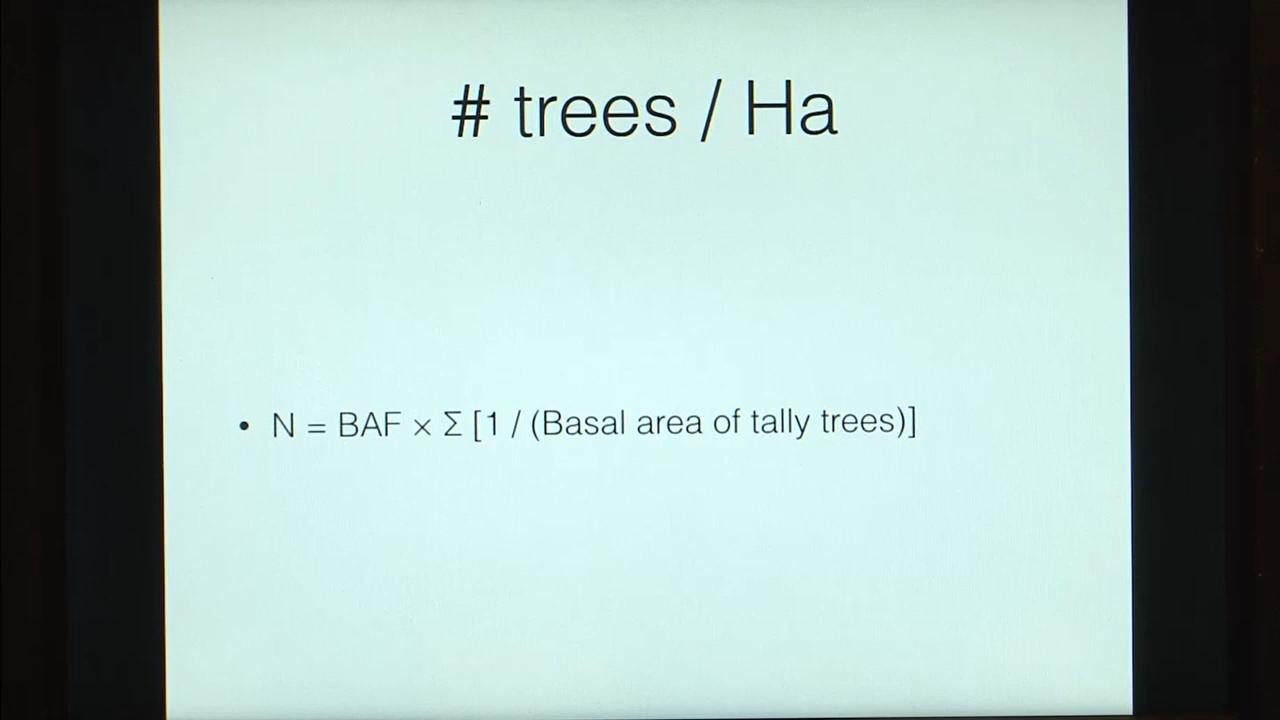 # trees / Ha
• N = BAF × Σ [1 / (Basal area of tally trees)]